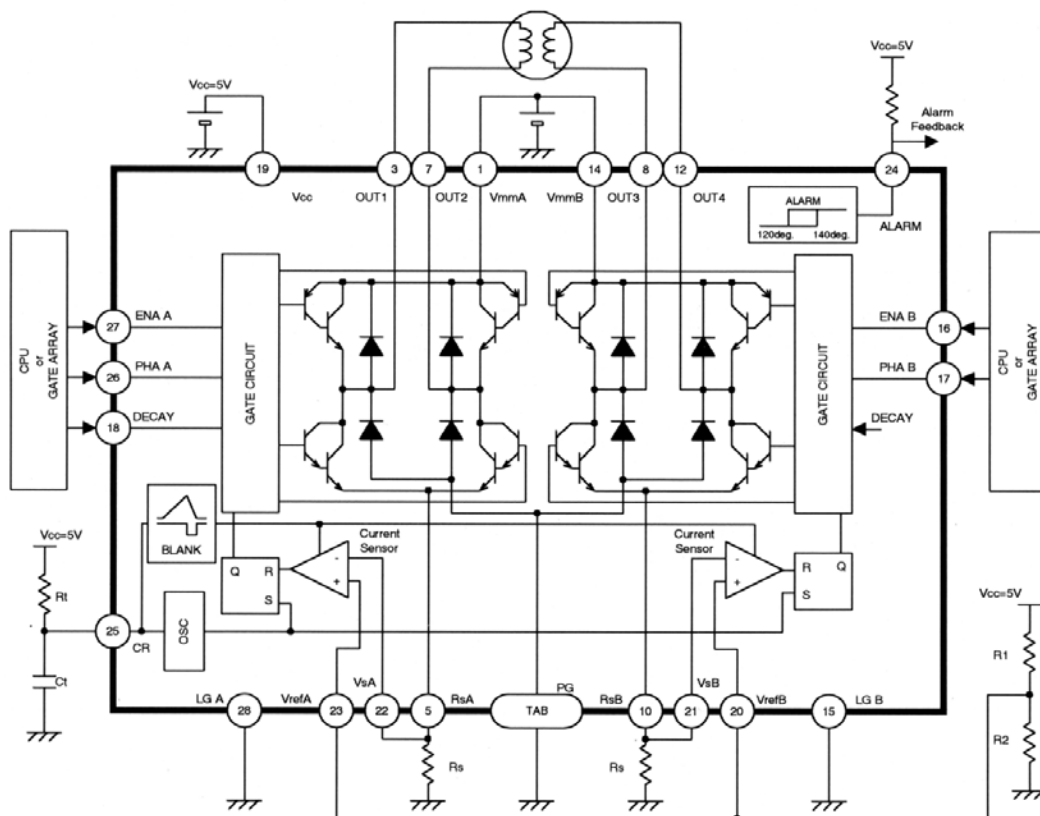 Vcc=5V
Vcc=5V
Alarm
Feedback
19
3
7
1
14
8
12
24
Vcc
OUT1
OUT2
VmmA
VmmB
OUT3
OUT4
ALARM
120deg.
140deg.
ALARM
CPU
or
GATE ARRAY
27
ENA A
26
PHA A
18
DECAY
GATE CIRCUIT
GATE CIRCUIT
ENA B
16
PHA B
17
DECAY
CPU
or
GATE ARRAY
BLANK
Current
Sensor
-
+
Q
R
S
Current
Sensor
-
+
R
Q
S
Vcc=5V
Rt
25
CR
OSC
Ct
Vcc=5V
R1
R2
LG A
28
VrefA
23
VsA
22
5
RsA
TAB
PG
RsB
10
VsB
21
20
VrefB
15
LG B
Rs
Rs